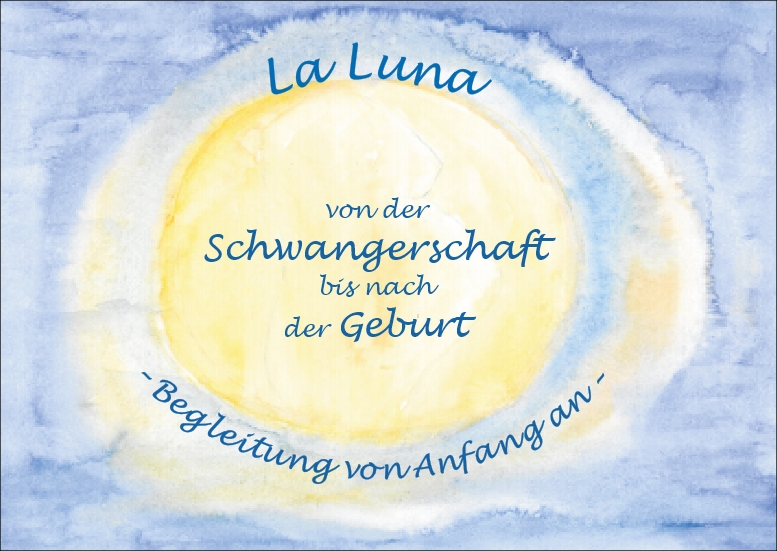 La Luna
von der
Schwangerschaft
bis nach
der Geburt
- Begleitung von Anfang an -